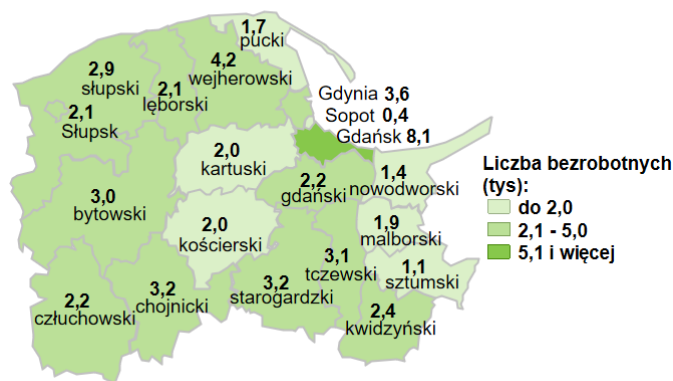 1,7
pucki
4,2
wejherowski
2,9
słupski
2,1
lęborski
2,1
Słupsk
Gdynia 3,6
Sopot 0,4
Gdańsk 8,1
2,0
kartuski
2,2
gdański
1,4
nowodworski
3,0
bytowski
2,0
kościerski
1,9
malborski
3,1
tczewski
1,1
sztumski
2,2
człuchowski
3,2
chojnicki
3,2
starogardzki
2,4
kwidzyński
Liczba bezrobotnych
(tys):
do 2,0
2,1 - 5,0
5,1 i więcej